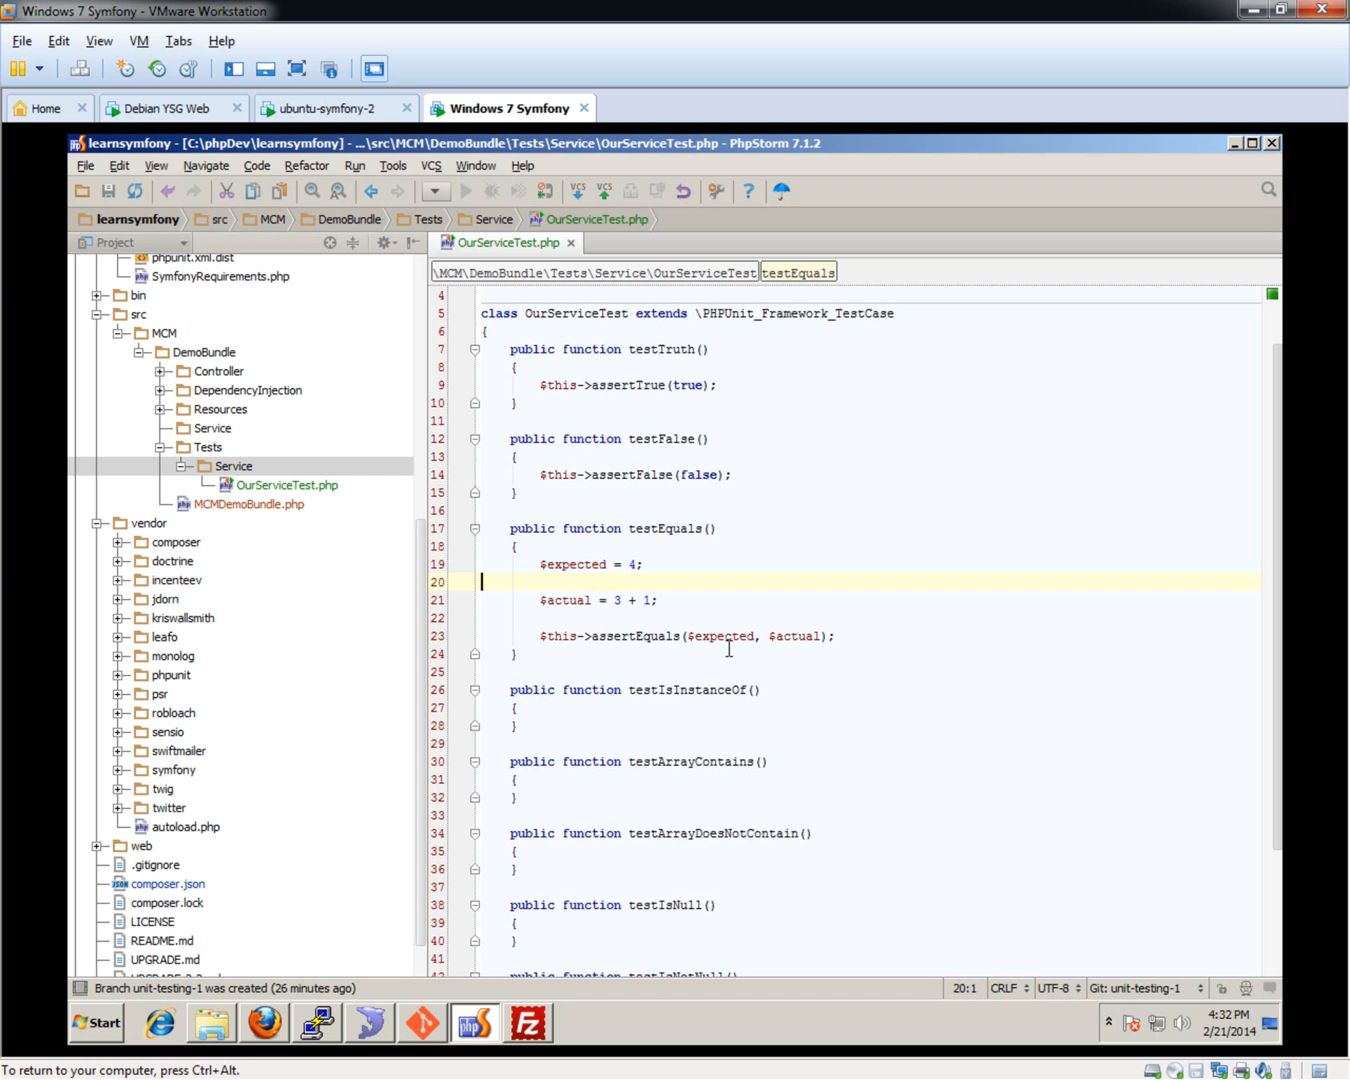 Windows 7 Symfony - VMware Workstation
File Edit View VM Tabs Help
Home Debian YSG Web ubuntu-symfony-2 Windows 7 Symfony
learnsymfony - [C:\phpDev\learnsymfony] - ...\src\MCM\DemoBundle\Tests\Service\OurServiceTest.php - PhpStorm 7.1.2
File Edit View Navigate Code Refactor Run Tools VCS Window Help
learnsymfony src MCM DemoBundle Tests Service OurServiceTest.php
Project
OurServiceTest.php
\MCM\DemoBundle\Tests\Service\OurServiceTest testEquals
phpunit.xml.dist
SymfonyRequirements.php
bin
src
MCM
DemoBundle
Controller
DependencyInjection
Resources
Service
Tests
Service
OurServiceTest.php
MCMDemoBundle.php
vendor
composer
doctrine
incenteev
jdorn
kriswallsmith
leafo
monolog
phpunit
psr
robloach
sensio
swiftmailer
symfony
twig
twitter
autoload.php
web
.gitignore
composer.json
composer.lock
LICENSE
README.md
UPGRADE.md
4
5 class OurServiceTest extends \PHPUnit_Framework_TestCase
6 {
7 public function testTruth()
8 {
9 $this->assertTrue(true);
10 }
11
12 public function testFalse()
13 {
14 $this->assertFalse(false);
15 }
16
17 public function testEquals()
18 {
19 $expected = 4;
20
21 $actual = 3 + 1;
22
23 $this->assertEquals($expected, $actual);
24 }
25
26 public function testIsInstanceOf()
27 {
28 }
29
30 public function testArrayContains()
31 {
32 }
33
34 public function testArrayDoesNotContain()
35 {
36 }
37
38 public function testIsNull()
39 {
40 }
41
42 public function testIsNotNull()
Branch unit-testing-1 was created (26 minutes ago) 20:1 CRLF UTF-8 Git: unit-testing-1
Start
4:32 PM
2/21/2014
To return to your computer, press Ctrl+Alt.